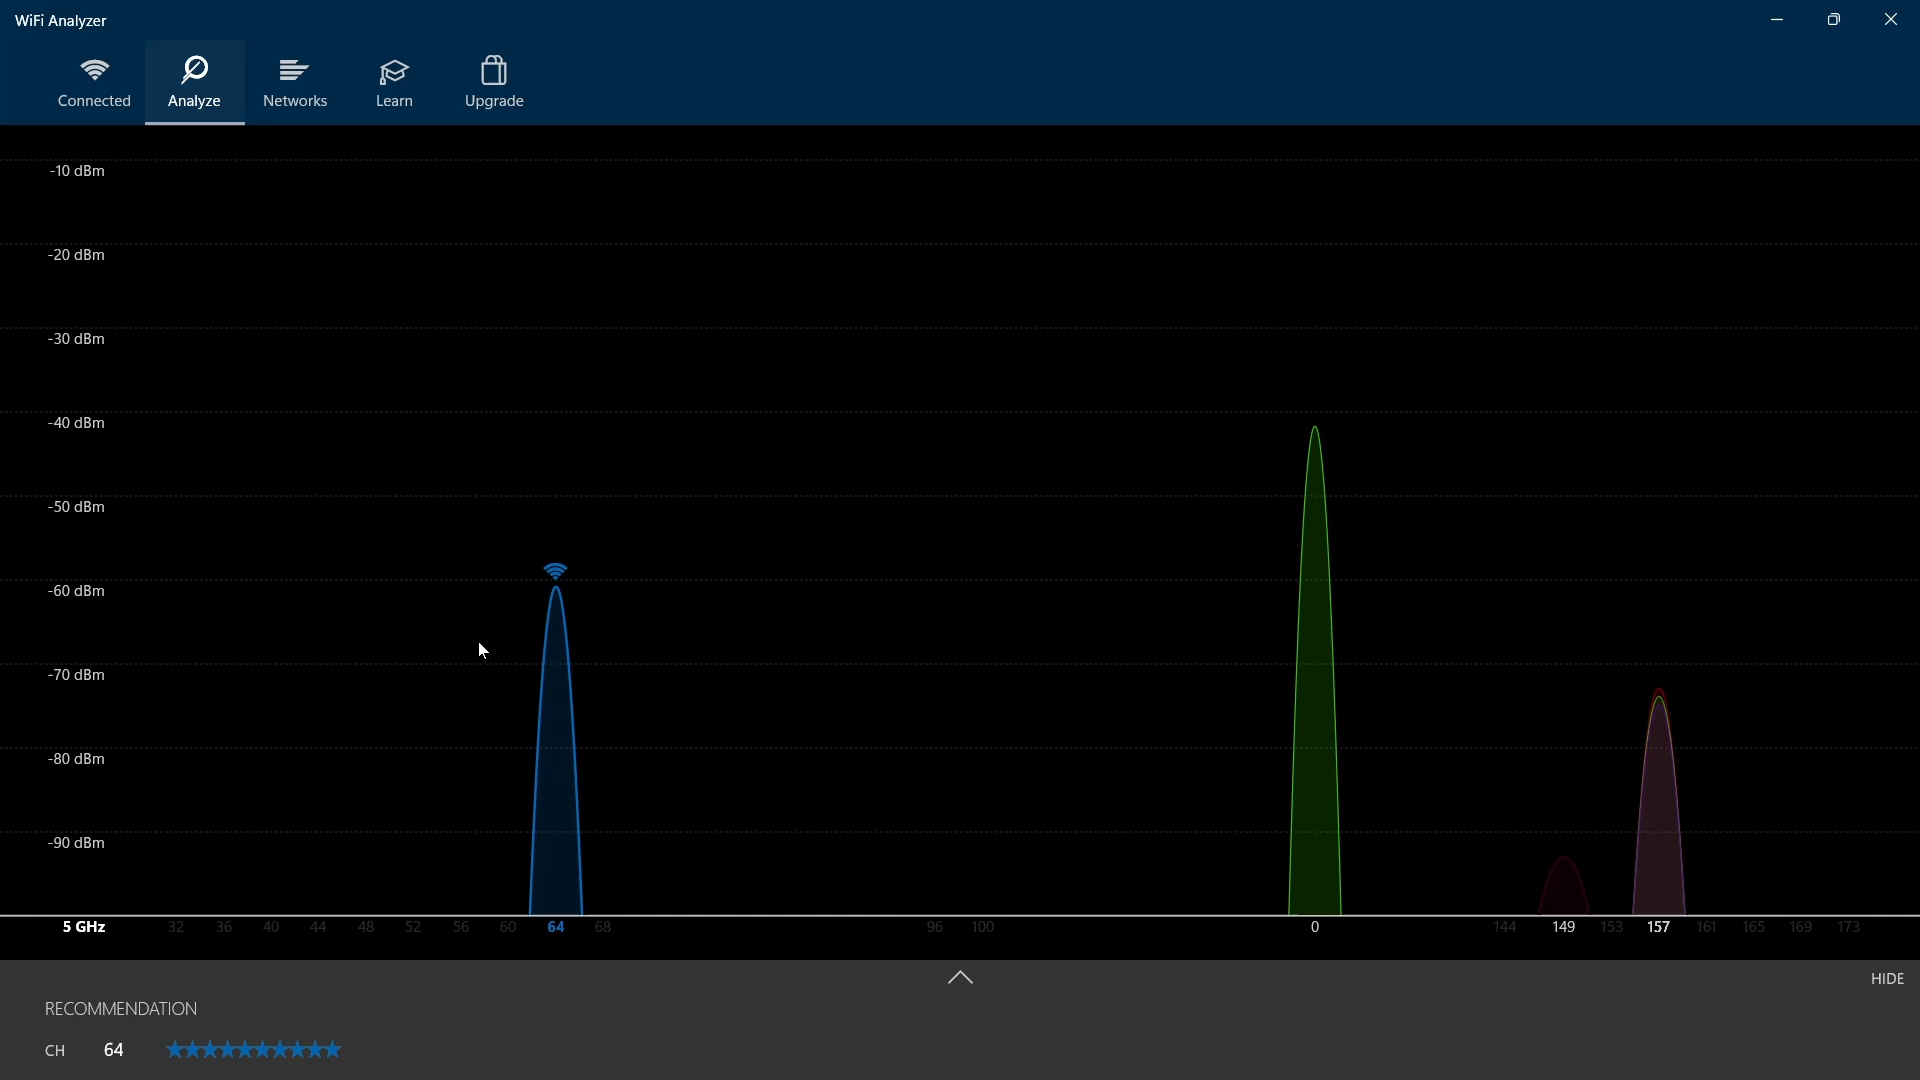 WiFi Analyzer
Connected Analyze Networks Learn Upgrade
-10 dBm
-20 dBm
-30 dBm
-40 dBm
-50 dBm
-60 dBm
-70 dBm
-80 dBm
-90 dBm
5 GHz 32 36 40 44 48 52 56 60 64 68 96 100 0 144 149 153 157 161 165 169 173
HIDE
RECOMMENDATION
CH 64